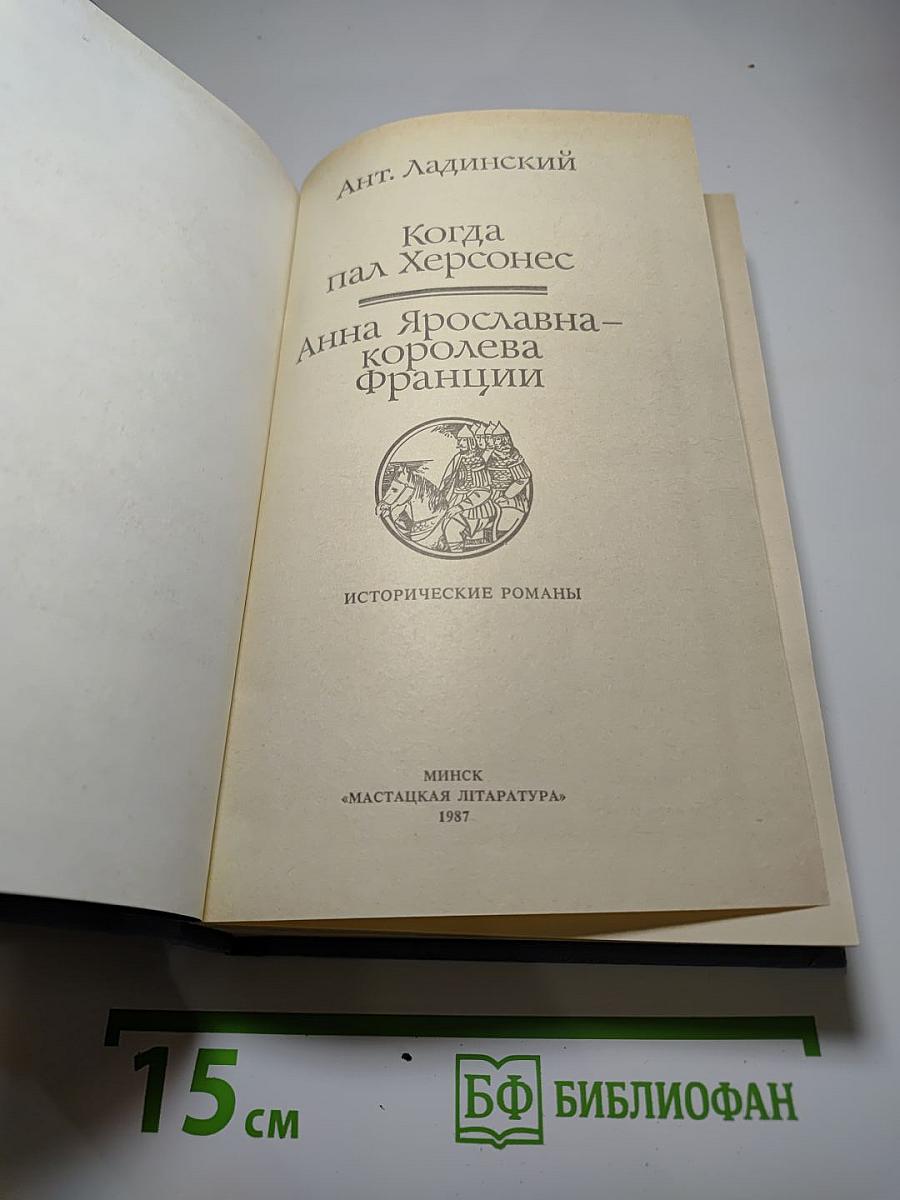 Ант. Ладинский
Когда
пал Херсонес
Анна Ярославна–
королева
Франции
ИСТОРИЧЕСКИЕ РОМАНЫ
МИНСК
«МАСТАЦКАЯ ЛІТАРАТУРА»
1987
15 см
БФ БИБЛИОФАН